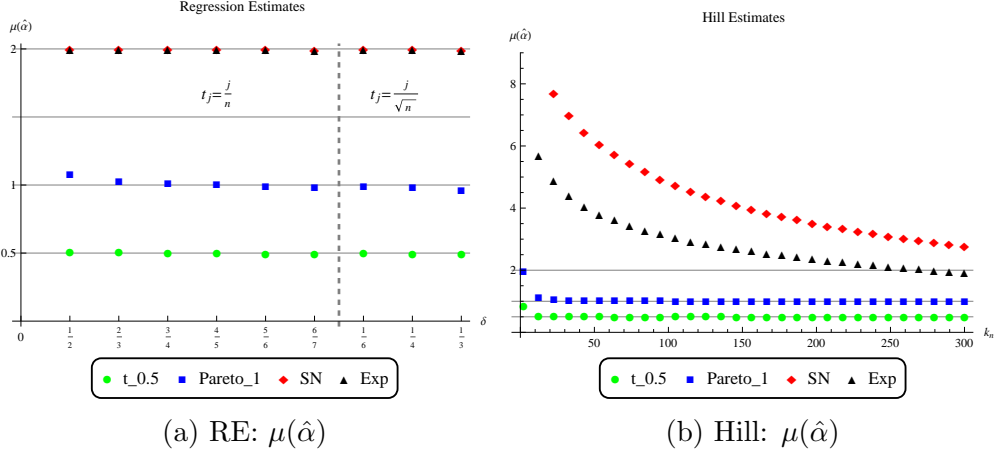 Regression Estimates
μ(α̂)
2
1
0.5
0
t_j = j/n
t_j = j/√n
1/2 2/3 3/4 4/5 5/6 6/7 1/6 1/4 1/3
δ
t_0.5 Pareto_1 SN Exp
(a) RE: μ(α̂)
Hill Estimates
μ(α̂)
8
6
4
2
50 100 150 200 250 300
k_n
t_0.5 Pareto_1 SN Exp
(b) Hill: μ(α̂)